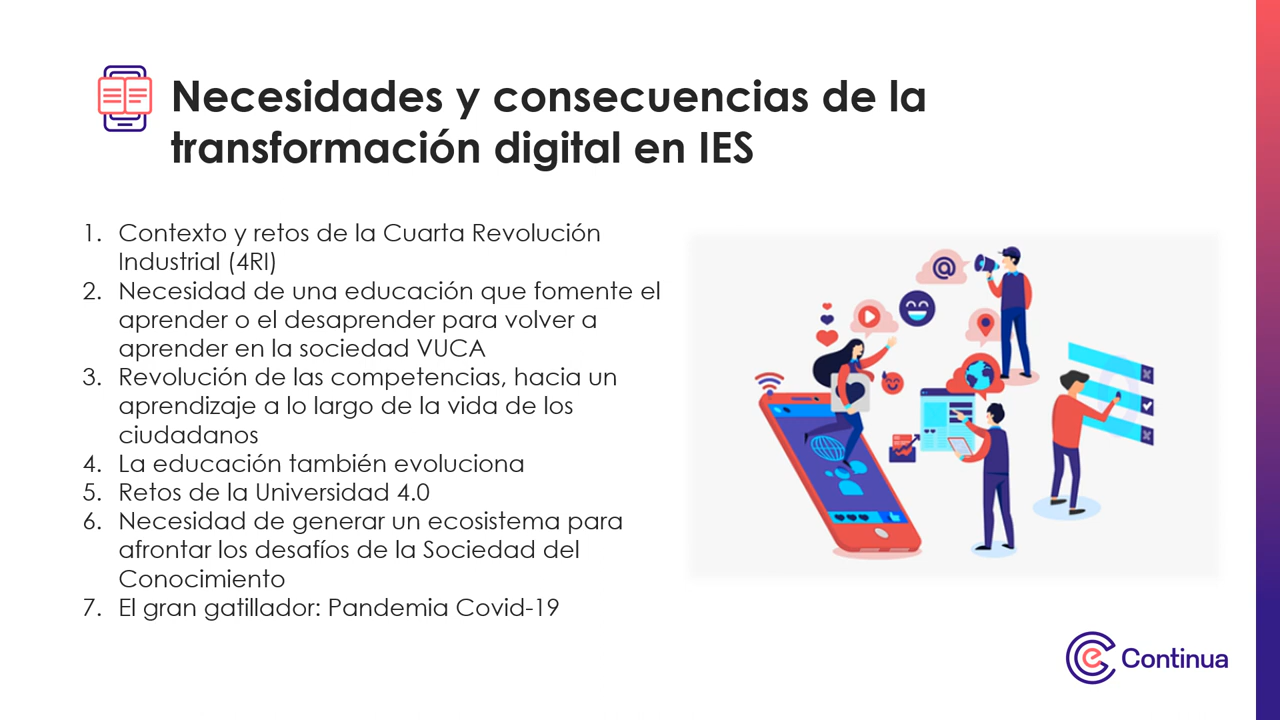 Necesidades y consecuencias de la
transformación digital en IES
1. Contexto y retos de la Cuarta Revolución
Industrial (4RI)
2. Necesidad de una educación que fomente el
aprender o el desaprender para volver a
aprender en la sociedad VUCA
3. Revolución de las competencias, hacia un
aprendizaje a lo largo de la vida de los
ciudadanos
4. La educación también evoluciona
5. Retos de la Universidad 4.0
6. Necesidad de generar un ecosistema para
afrontar los desafíos de la Sociedad del
Conocimiento
7. El gran gatillador: Pandemia Covid-19
@
e Continua